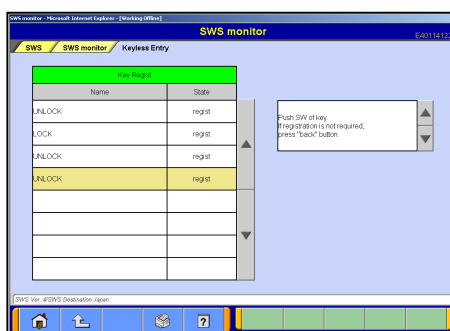 SWS monitor - Microsoft Internet Explorer - [Working Offline]
SWS monitor
E40114122
SWS
SWS monitor
Keyless Entry
Key Regist
Name
State
UNLOCK
regist
LOCK
regist
UNLOCK
regist
UNLOCK
regist
Push SW of key.
If registration is not required,
press "back" button.
SWS Ver.:4/SWS Destination:Japan
?